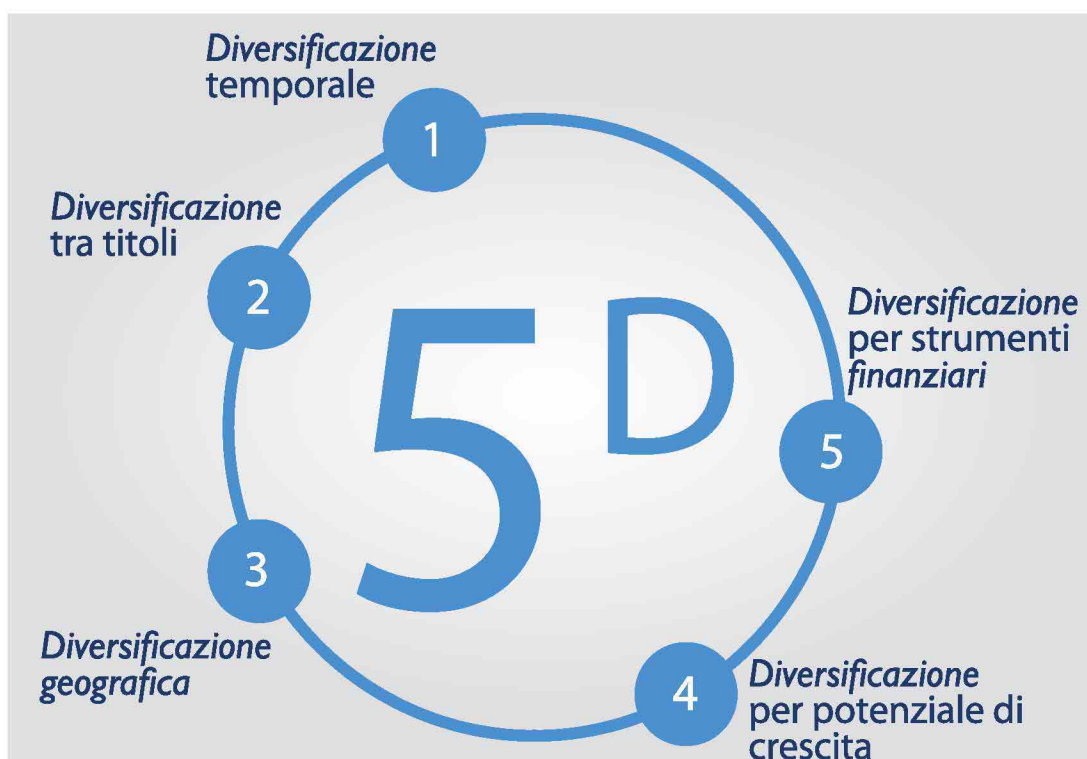 Diversificazione
temporale
1
Diversificazione
tra titoli
2
5 D
Diversificazione
per strumenti
finanziari
5
3
Diversificazione
geografica
4
Diversificazione
per potenziale di
crescita